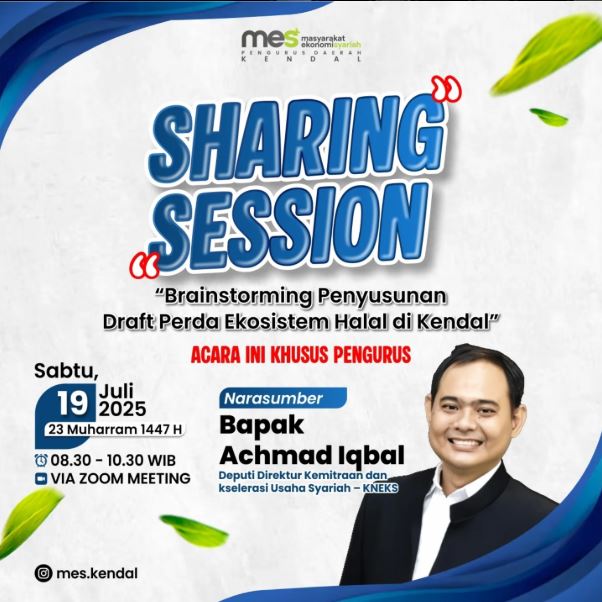 mes masyarakat
ekonomisyariah
PENGURUS DAERAH
KENDAL
SHARING
SESSION
“Brainstorming Penyusunan
Draft Perda Ekosistem Halal di Kendal”
ACARA INI KHUSUS PENGURUS
Sabtu,
19 Juli
2025
23 Muharram 1447 H
08.30 - 10.30 WIB
VIA ZOOM MEETING
Narasumber
Bapak
Achmad Iqbal
Deputi Direktur Kemitraan dan
kselerasi Usaha Syariah – KNEKS
mes.kendal